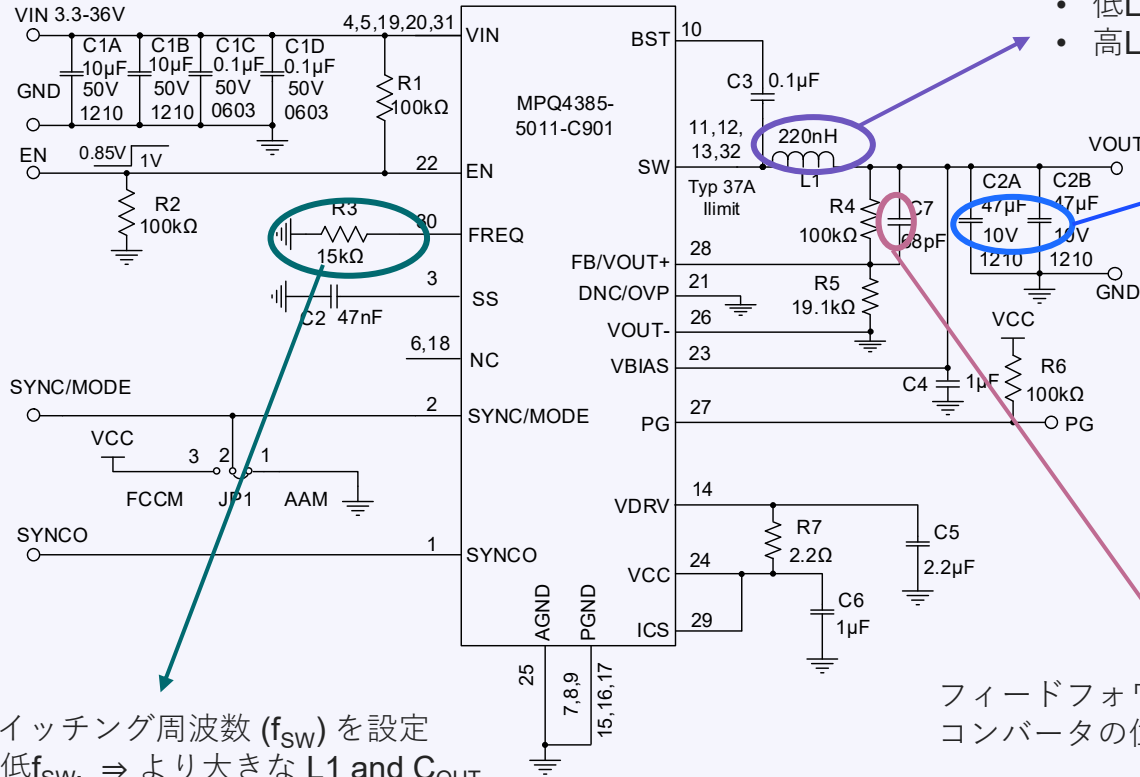 VIN 3.3-36V
GND
C1A
10µF
50V
1210
C1B
10µF
50V
1210
C1C
0.1µF
50V
0603
C1D
0.1µF
50V
0603
R1
100kΩ
EN
0.85V
1V
R2
100kΩ
R3
15kΩ
C2 47nF
SYNC/MODE
VCC
3 2 1
FCCM JP1 AAM
SYNCO
4,5,19,20,31
22
3
6,18
2
1
VIN
EN
FREQ
SS
NC
SYNC/MODE
SYNCO
MPQ4385-
5011-C901
BST
SW
FB/VOUT+
DNC/OVP
VOUT-
VBIAS
PG
VDRV
VCC
ICS
AGND
PGND
25
7,8,9
15,16,17
10
C3 0.1µF
11,12,
13,32
220nH
L1
Typ 37A
Ilimit
R4
100kΩ
C7
68pF
C2A
47µF
10V
1210
C2B
47µF
10V
1210
VOUT
GND
28
21
26
23
27
R5
19.1kΩ
C4 1µF
VCC
R6
100kΩ
PG
14
R7
2.2Ω
C5
2.2µF
24
29
C6
1µF
• 低L
• 高L
イッチング周波数 (fSW) を設定
低fSW, ⇒ より大きな L1 and COUT
フィードフォ
コンバータの